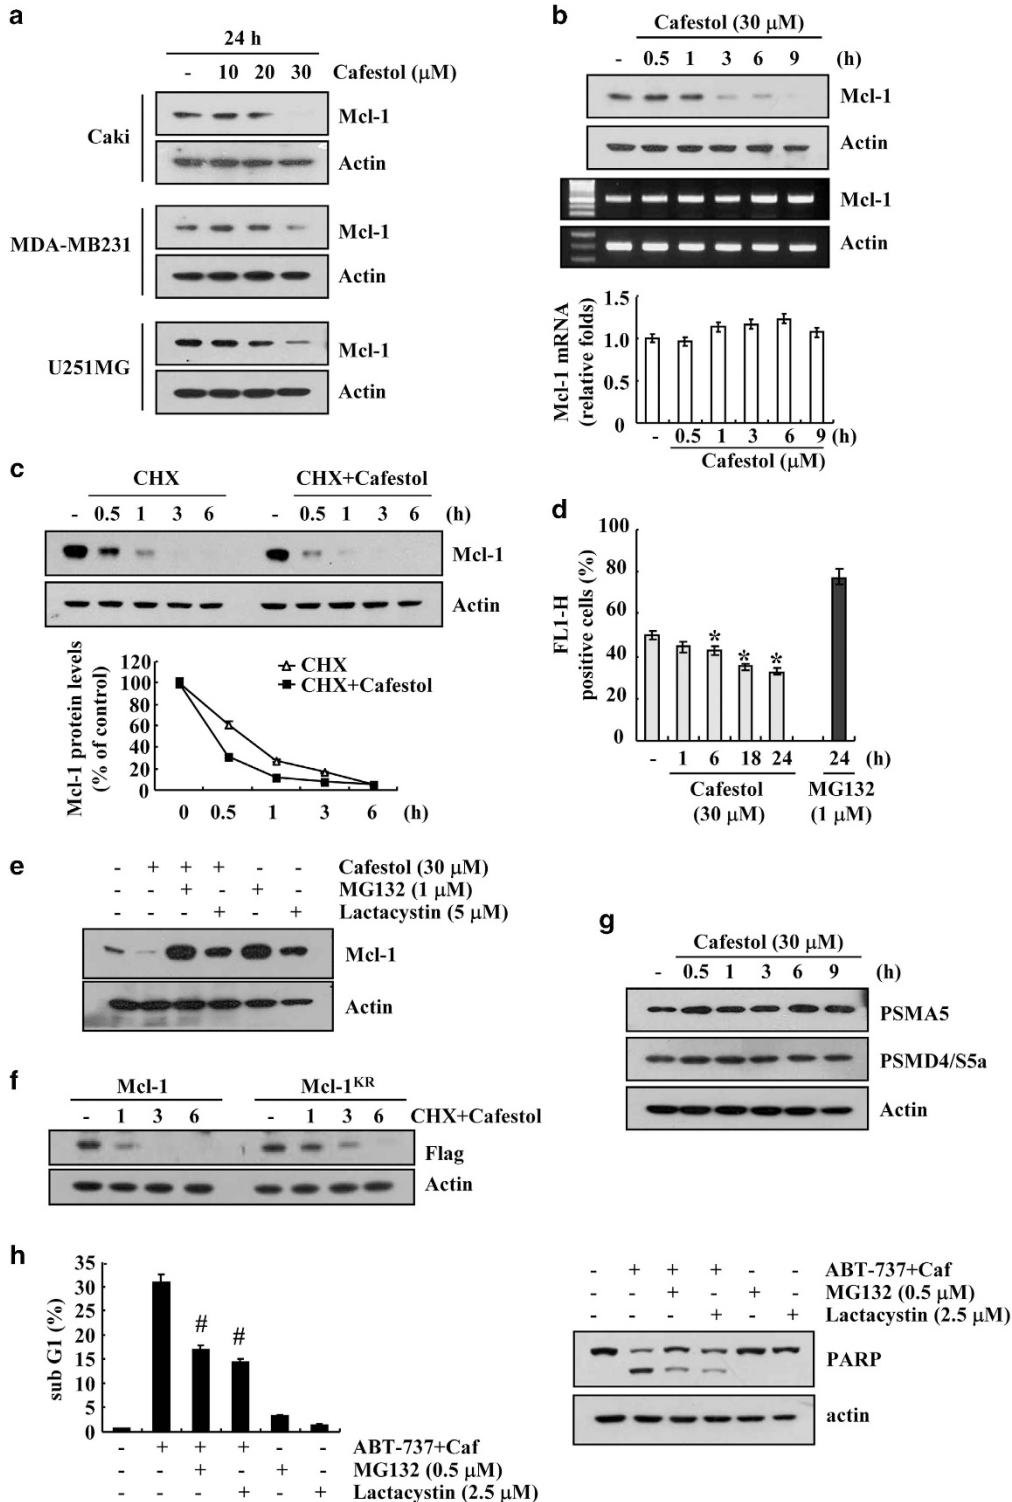 a
24 h
- 10 20 30 Cafestol (μM)
Caki
Mcl-1
Actin
MDA-MB231
Mcl-1
Actin
U251MG
Mcl-1
Actin
b
Cafestol (30 μM)
- 0.5 1 3 6 9 (h)
Mcl-1
Actin
Mcl-1
Actin
Mcl-1 mRNA
(relative folds)
1.5
1.0
0.5
0
- 0.5 1 3 6 9 (h)
Cafestol (μM)
c
CHX CHX+Cafestol
- 0.5 1 3 6 - 0.5 1 3 6 (h)
Mcl-1
Actin
Mcl-1 protein levels
(% of control)
120
100
80
60
40
20
0
CHX
CHX+Cafestol
0 0.5 1 3 6 (h)
d
FL1-H
positive cells (%)
100
80
60
40
20
0
* * *
- 1 6 18 24 24 (h)
Cafestol MG132
(30 μM) (1 μM)
e
- + + + - - Cafestol (30 μM)
- - + - + - MG132 (1 μM)
- - - + - + Lactacystin (5 μM)
Mcl-1
Actin
f
Mcl-1 Mcl-1KR
- 1 3 6 - 1 3 6 CHX+Cafestol
Flag
Actin
g
Cafestol (30 μM)
- 0.5 1 3 6 9 (h)
PSMA5
PSMD4/S5a
Actin
h
sub G1 (%)
35
30
25
20
15
10
5
0
# #
- + + + - - ABT-737+Caf
- - + - + - MG132 (0.5 μM)
- - - + - + Lactacystin (2.5 μM)
- + + + - - ABT-737+Caf
- - + - + - MG132 (0.5 μM)
- - - + - + Lactacystin (2.5 μM)
PARP
actin